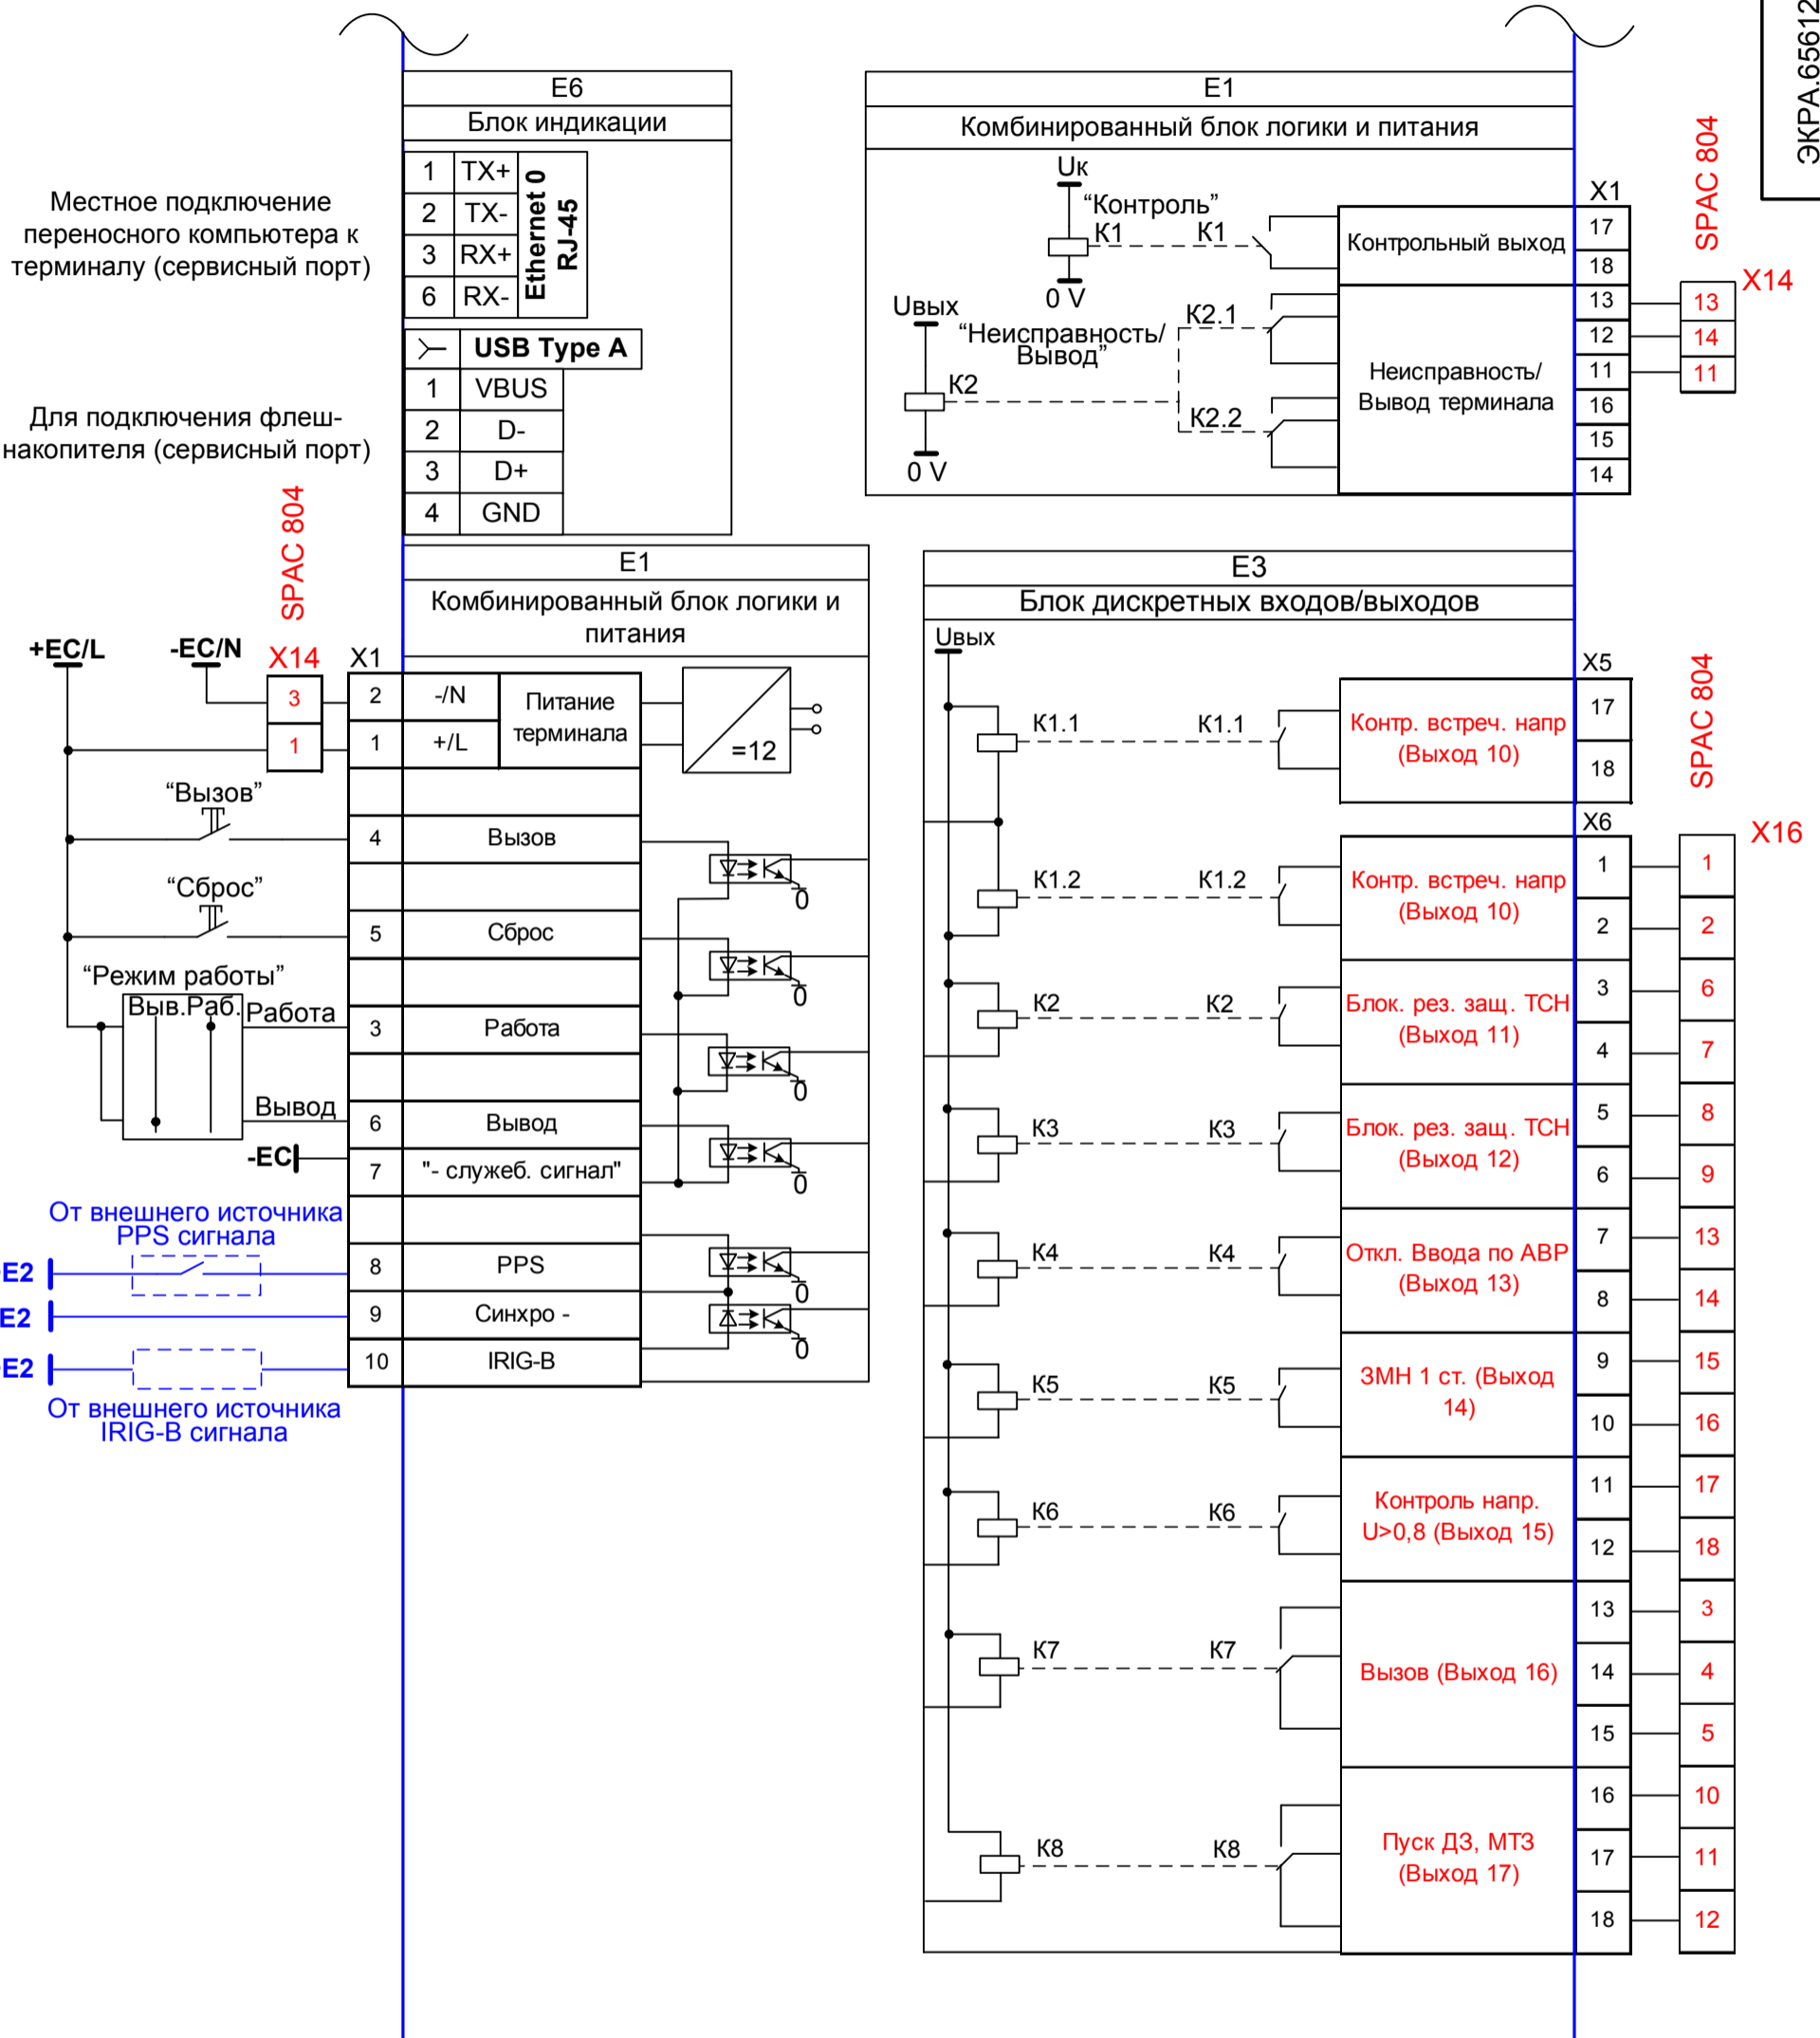 ЭКРА.65612
E6
Блок индикации
1 TX+
2 TX-
3 RX+
6 RX-
Ethernet 0
RJ-45
Местное подключение
переносного компьютера к
терминалу (сервисный порт)
USB Type A
1 VBUS
2 D-
3 D+
4 GND
Для подключения флеш-
накопителя (сервисный порт)
E1
Комбинированный блок логики и питания
Uк
“Контроль”
К1 К1
0 V
Uвых
“Неисправность/
Вывод”
К2
К2.1
К2.2
0 V
Контрольный выход
Неисправность/
Вывод терминала
X1
17
18
13
12
11
16
15
14
SPAC 804
X14
13
14
11
SPAC 804
E1
Комбинированный блок логики и
питания
+EC/L
-EC/N
X14
X1
3
1
2 -/N
1 +/L
Питание
терминала
=12
“Вызов”
4 Вызов
0
“Сброс”
5 Сброс
0
“Режим работы”
Выв.Раб.
Работа
3 Работа
0
Вывод
6 Вывод
-EC
7 "- служеб. сигнал"
0
От внешнего источника
PPS сигнала
E2
8 PPS
0
E2
9 Синхро -
0
E2
10 IRIG-B
От внешнего источника
IRIG-B сигнала
E3
Блок дискретных входов/выходов
Uвых
X5
SPAC 804
К1.1 К1.1
Контр. встреч. напр
(Выход 10)
17
18
X6
X16
К1.2 К1.2
Контр. встреч. напр
(Выход 10)
1 1
2 2
К2 К2
Блок. рез. защ. ТСН
(Выход 11)
3 6
4 7
К3 К3
Блок. рез. защ. ТСН
(Выход 12)
5 8
6 9
К4 К4
Откл. Ввода по АВР
(Выход 13)
7 13
8 14
К5 К5
ЗМН 1 ст. (Выход
14)
9 15
10 16
К6 К6
Контроль напр.
U>0,8 (Выход 15)
11 17
12 18
К7 К7
Вызов (Выход 16)
13 3
14 4
15 5
К8 К8
Пуск ДЗ, МТЗ
(Выход 17)
16 10
17 11
18 12